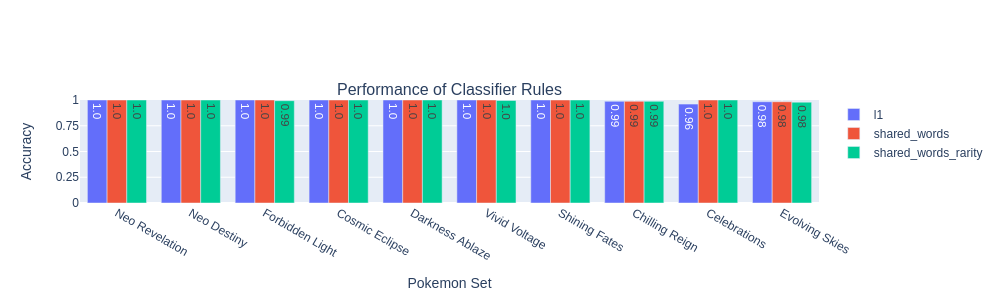 Performance of Classifier Rules
Accuracy
1
0.75
0.5
0.25
0
1.0 1.0 1.0
1.0 1.0 1.0
1.0 1.0 0.99
1.0 1.0 1.0
1.0 1.0 1.0
1.0 1.0 1.0
1.0 1.0 1.0
0.99 0.99 0.99
0.96 1.0 1.0
0.98 0.98 0.98
Neo Revelation
Neo Destiny
Forbidden Light
Cosmic Eclipse
Darkness Ablaze
Vivid Voltage
Shining Fates
Chilling Reign
Celebrations
Evolving Skies
Pokemon Set
l1
shared_words
shared_words_rarity